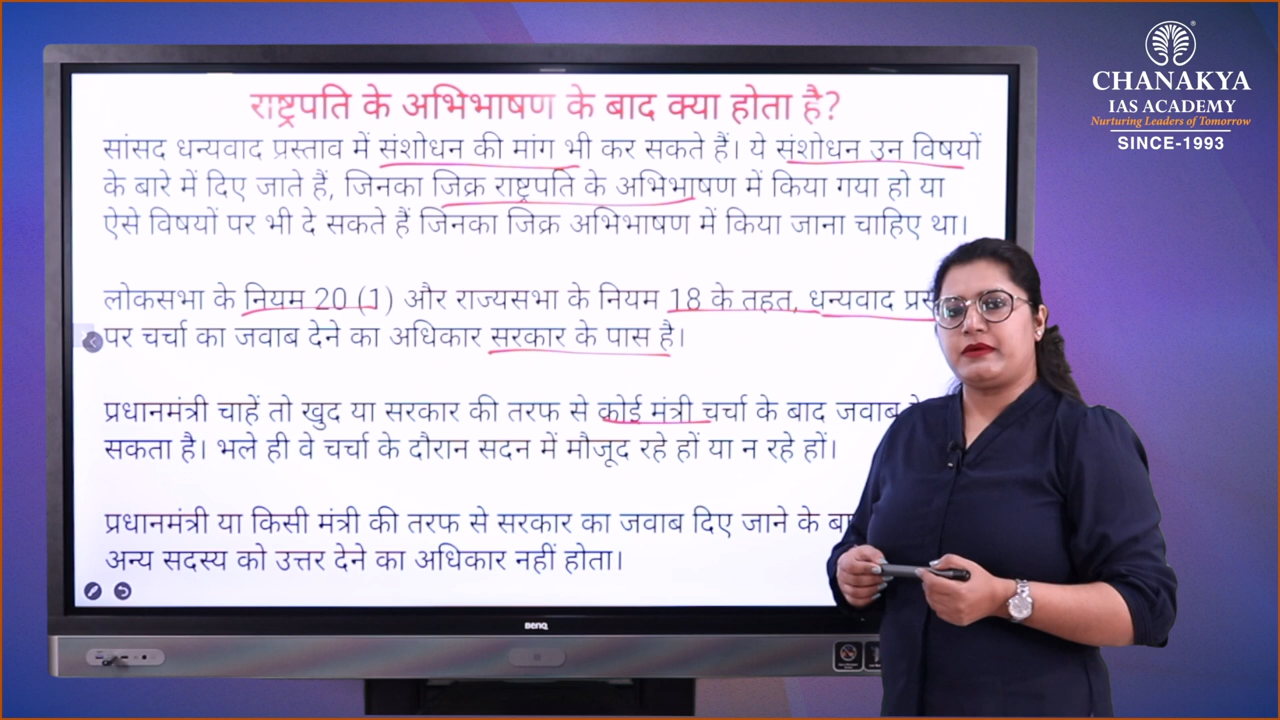 राष्ट्रपति के अभिभाषण के बाद क्या होता है?
सांसद धन्यवाद प्रस्ताव में संशोधन की मांग भी कर सकते हैं। ये संशोधन उन विषयों
के बारे में दिए जाते हैं, जिनका जिक्र राष्ट्रपति के अभिभाषण में किया गया हो या
ऐसे विषयों पर भी दे सकते हैं जिनका जिक्र अभिभाषण में किया जाना चाहिए था।
लोकसभा के नियम 20 (1) और राज्यसभा के नियम 18 के तहत, धन्यवाद
पर चर्चा का जवाब देने का अधिकार सरकार के पास है।
प्रधानमंत्री चाहें तो खुद या सरकार की तरफ से कोई मंत्री चर्चा के बाद जवाब
सकता है। भले ही वे चर्चा के दौरान सदन में मौजूद रहे हों या न रहे हों।
प्रधानमंत्री या किसी मंत्री की तरफ से सरकार का जवाब दिए जाने के
अन्य सदस्य को उत्तर देने का अधिकार नहीं होता।
BenQ
CHANAKYA
IAS ACADEMY
Nurturing Leaders of Tomorrow
SINCE-1993